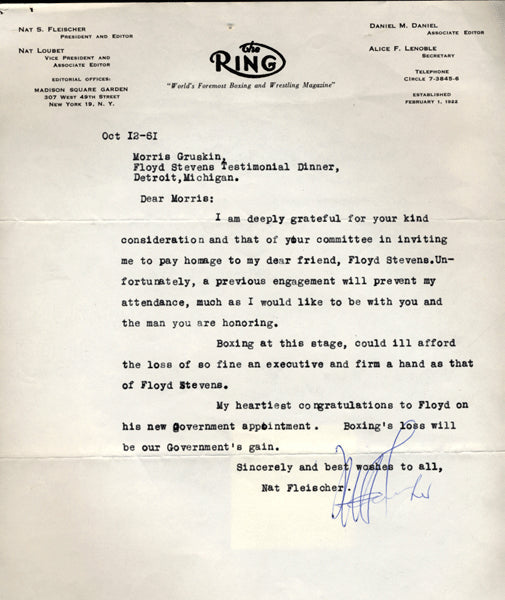 Nat S. Fleischer
President and Editor
Nat Loubet
Vice President and
Associate Editor
Editorial Offices:
Madison Square Garden
307 West 49th Street
New York 19, N. Y.
the
RING
"World's Foremost Boxing and Wrestling Magazine"
Daniel M. Daniel
Associate Editor
Alice F. Lenoble
Secretary
Telephone
Circle 7-3845-6
Established
February 1, 1922
Oct I2-6I
Morris Gruskin,
Floyd Stevens Testimonial Dinner,
Detroit,Michigan.
Dear Morris:
I am deeply grateful for your kind
consideration and that of your committee in inviting
me to pay homage to my dear friend, Floyd Stevens.Un-
fortunately, a previous engagement will prevent my
attendance, much as I would like to be with you and
the man you are honoring.
Boxing at this stage, could ill afford
the loss of so fine an executive and firm a hand as that
of Floyd Stevens.
My heartiest congratulations to Floyd on
his new Government appointment. Boxing's loss will
be our Government's gain.
Sincerely and best woshes to all,
Nat Fleischer.